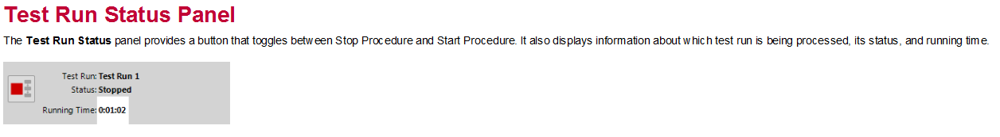 Test Run Status Panel
The Test Run Status panel provides a button that toggles between Stop Procedure and Start Procedure. It also displays information about which test run is being processed, its status, and running time.
Test Run: Test Run 1
Status: Stopped
Running Time: 0:01:02